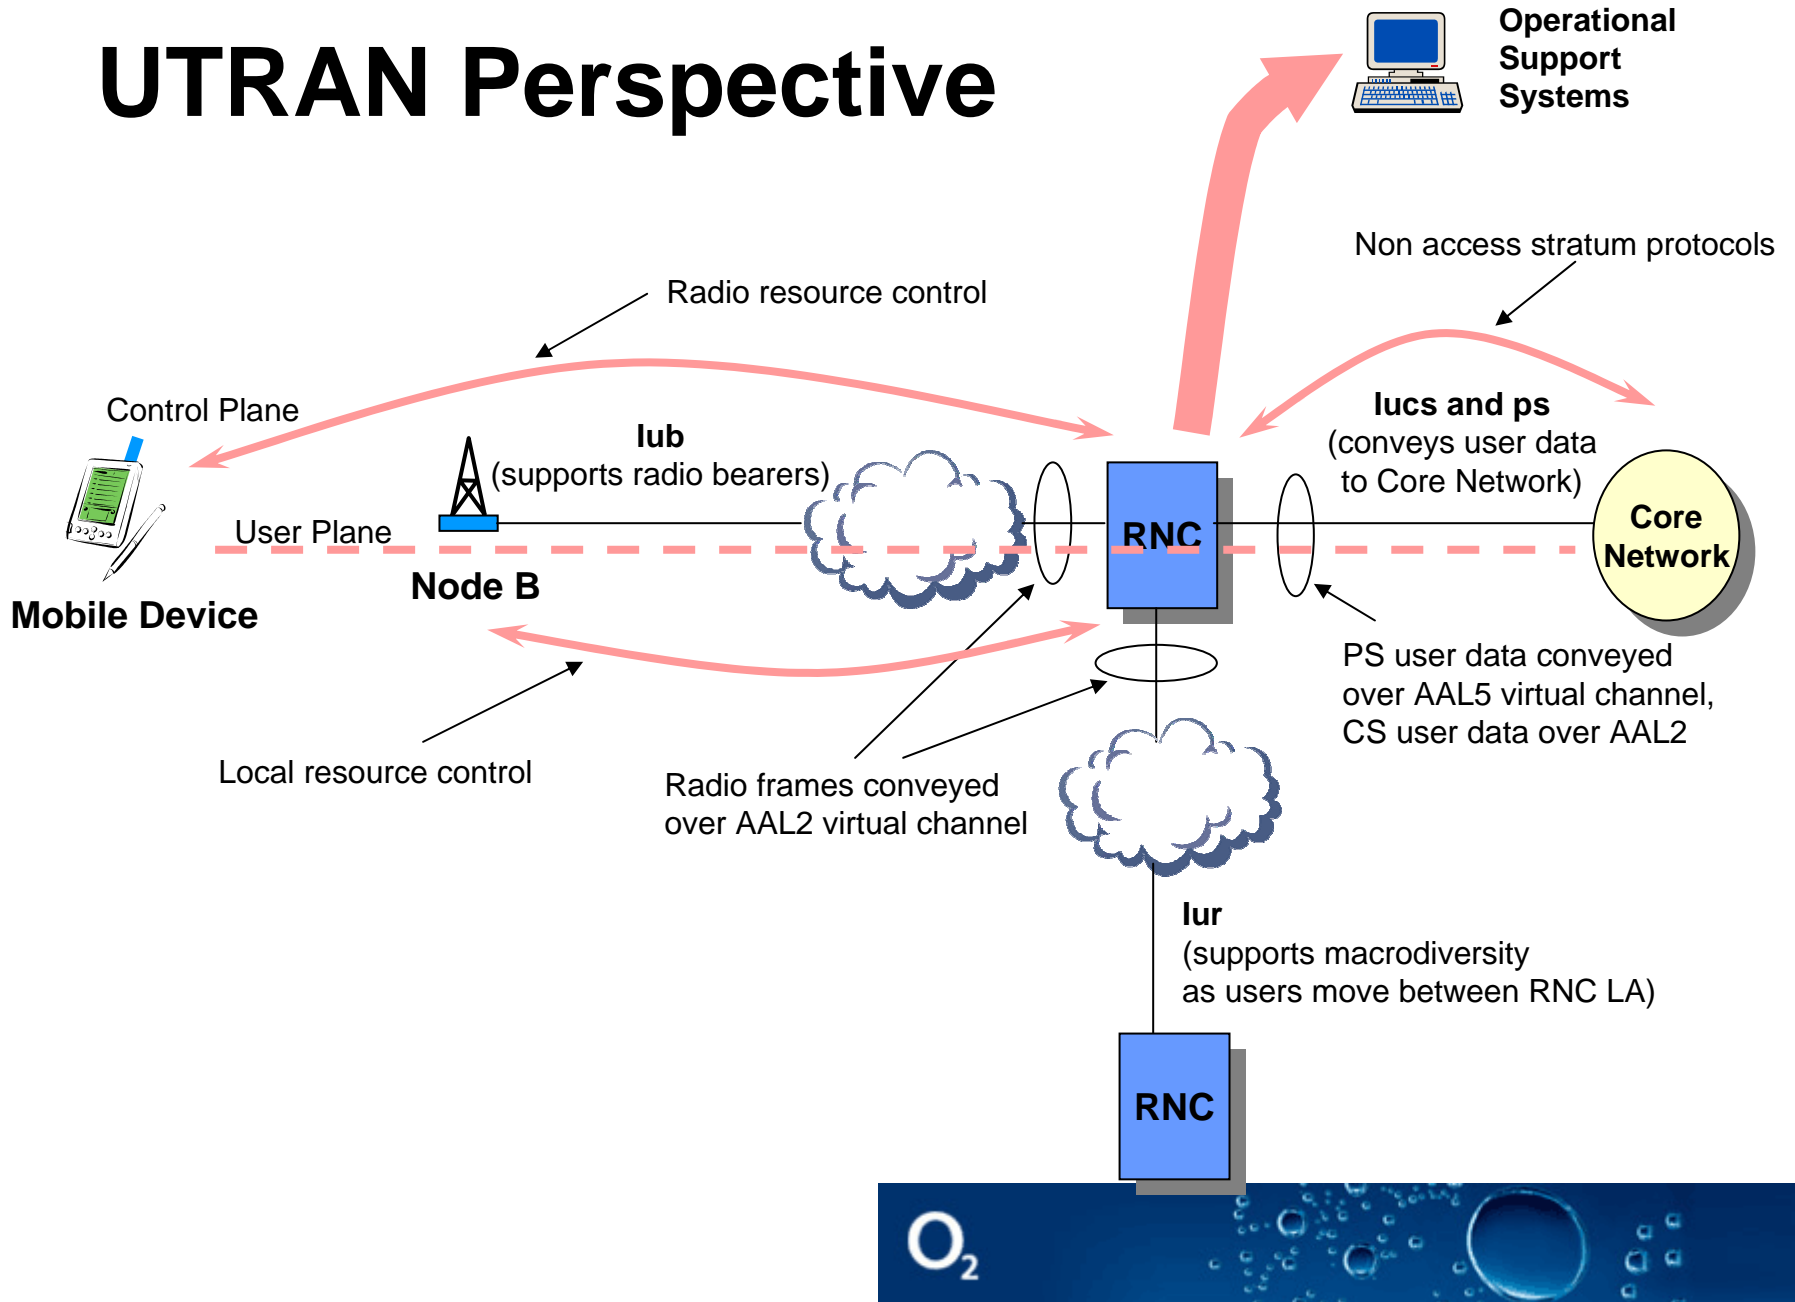 UTRAN Perspective
Operational
Support
Systems
Non access stratum protocols
Radio resource control
Control Plane
Iub
(supports radio bearers)
Iucs and ps
(conveys user data
to Core Network)
User Plane
RNC
Core
Network
Node B
Mobile Device
PS user data conveyed
over AAL5 virtual channel,
CS user data over AAL2
Local resource control
Radio frames conveyed
over AAL2 virtual channel
Iur
(supports macrodiversity
as users move between RNC LA)
RNC
O2